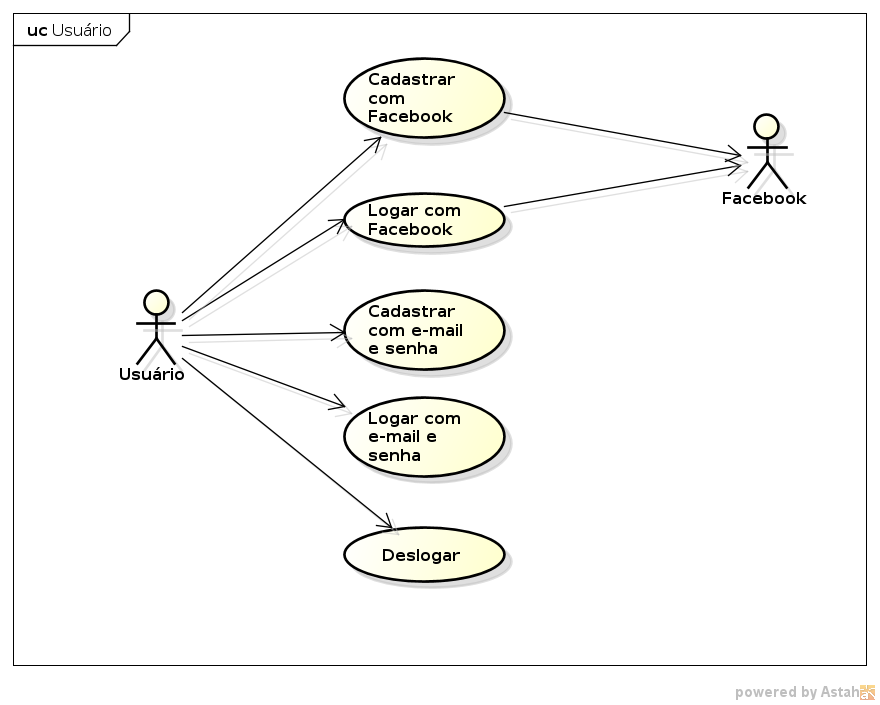 uc Usuário
Cadastrar
com
Facebook
Facebook
Logar com
Facebook
Cadastrar
com e-mail
e senha
Usuário
Logar com
e-mail e
senha
Deslogar
powered by Astah